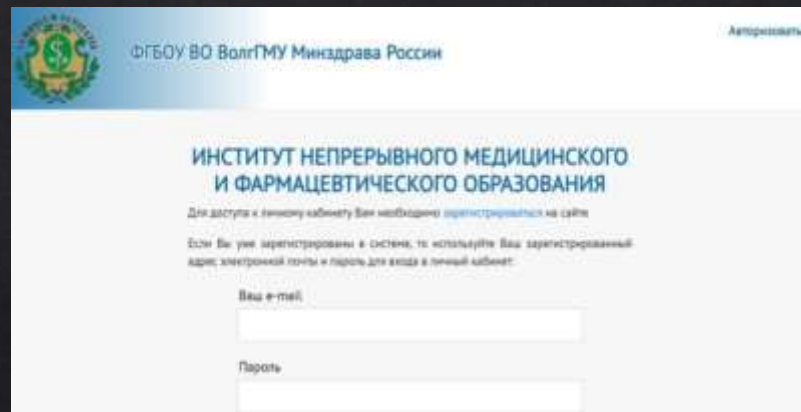 ФГБОУ ВО ВолгГМУ Минздрава России
Авторизовать
ИНСТИТУТ НЕПРЕРЫВНОГО МЕДИЦИНСКОГО
И ФАРМАЦЕВТИЧЕСКОГО ОБРАЗОВАНИЯ
Для доступа к личному кабинету Вам необходимо зарегистрироваться на сайте
Если Вы уже зарегистрированы в системе, то используйте Ваш зарегистрированный
адрес электронной почты и пароль для входа в личный кабинет:
Ваш e-mail
Пароль